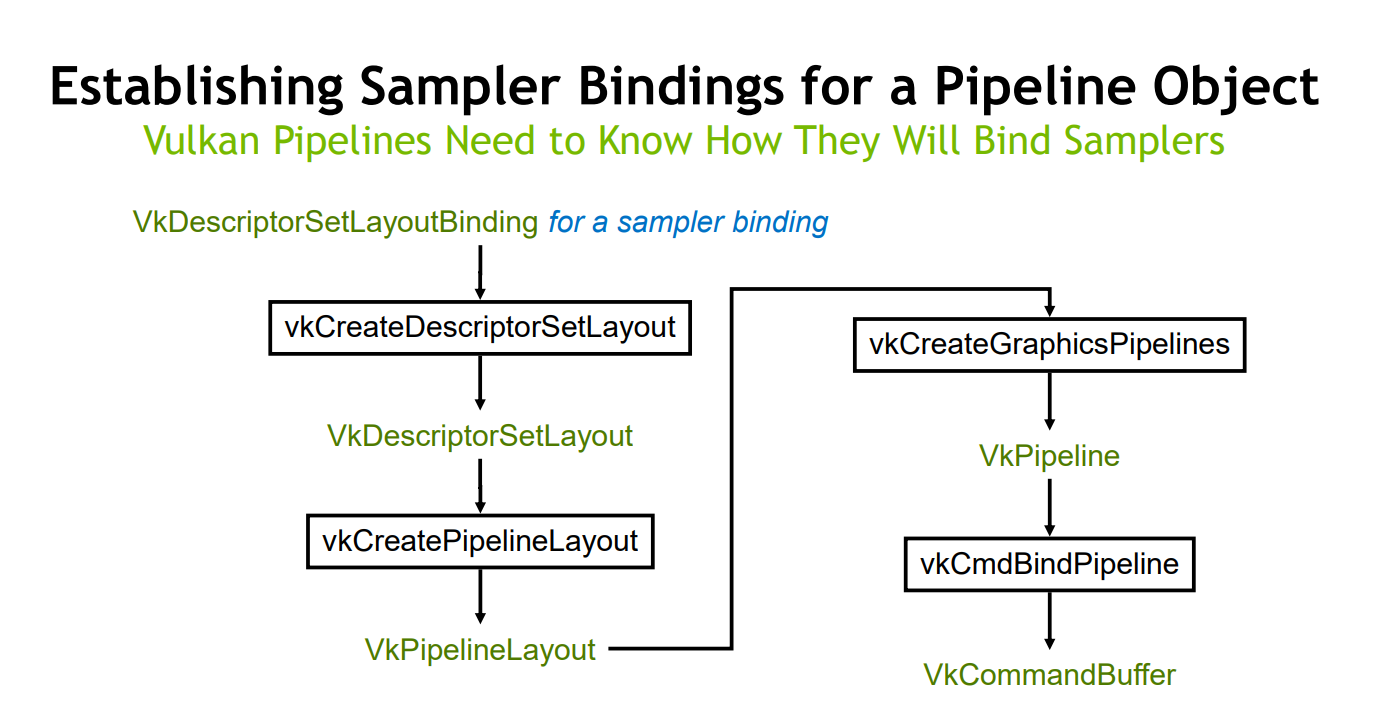 Establishing Sampler Bindings for a Pipeline Object
Vulkan Pipelines Need to Know How They Will Bind Samplers
VkDescriptorSetLayoutBinding for a sampler binding
vkCreateDescriptorSetLayout
VkDescriptorSetLayout
vkCreatePipelineLayout
VkPipelineLayout
vkCreateGraphicsPipelines
VkPipeline
vkCmdBindPipeline
VkCommandBuffer